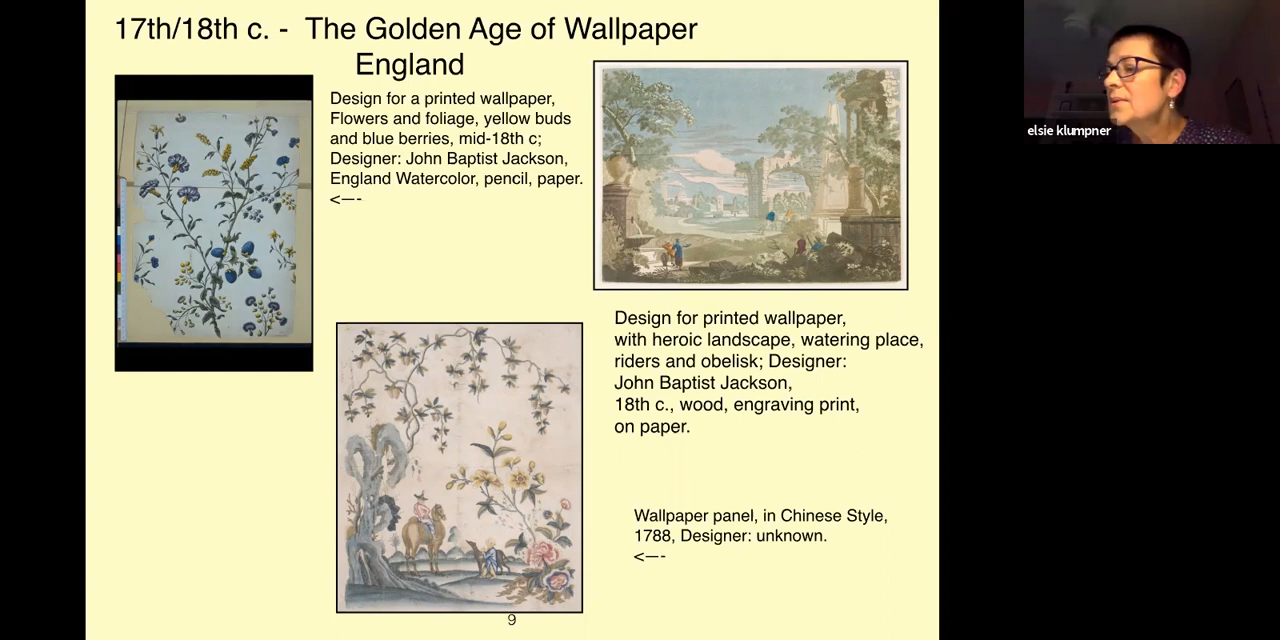 17th/18th c. -  The Golden Age of Wallpaper
England
Design for a printed wallpaper,
Flowers and foliage, yellow buds
and blue berries, mid-18th c;
Designer: John Baptist Jackson,
England Watercolor, pencil, paper.
<—-
Design for printed wallpaper,
with heroic landscape, watering place,
riders and obelisk; Designer:
John Baptist Jackson,
18th c., wood, engraving print,
on paper.
Wallpaper panel, in Chinese Style,
1788, Designer: unknown.
<—-
9
elsie klumpner